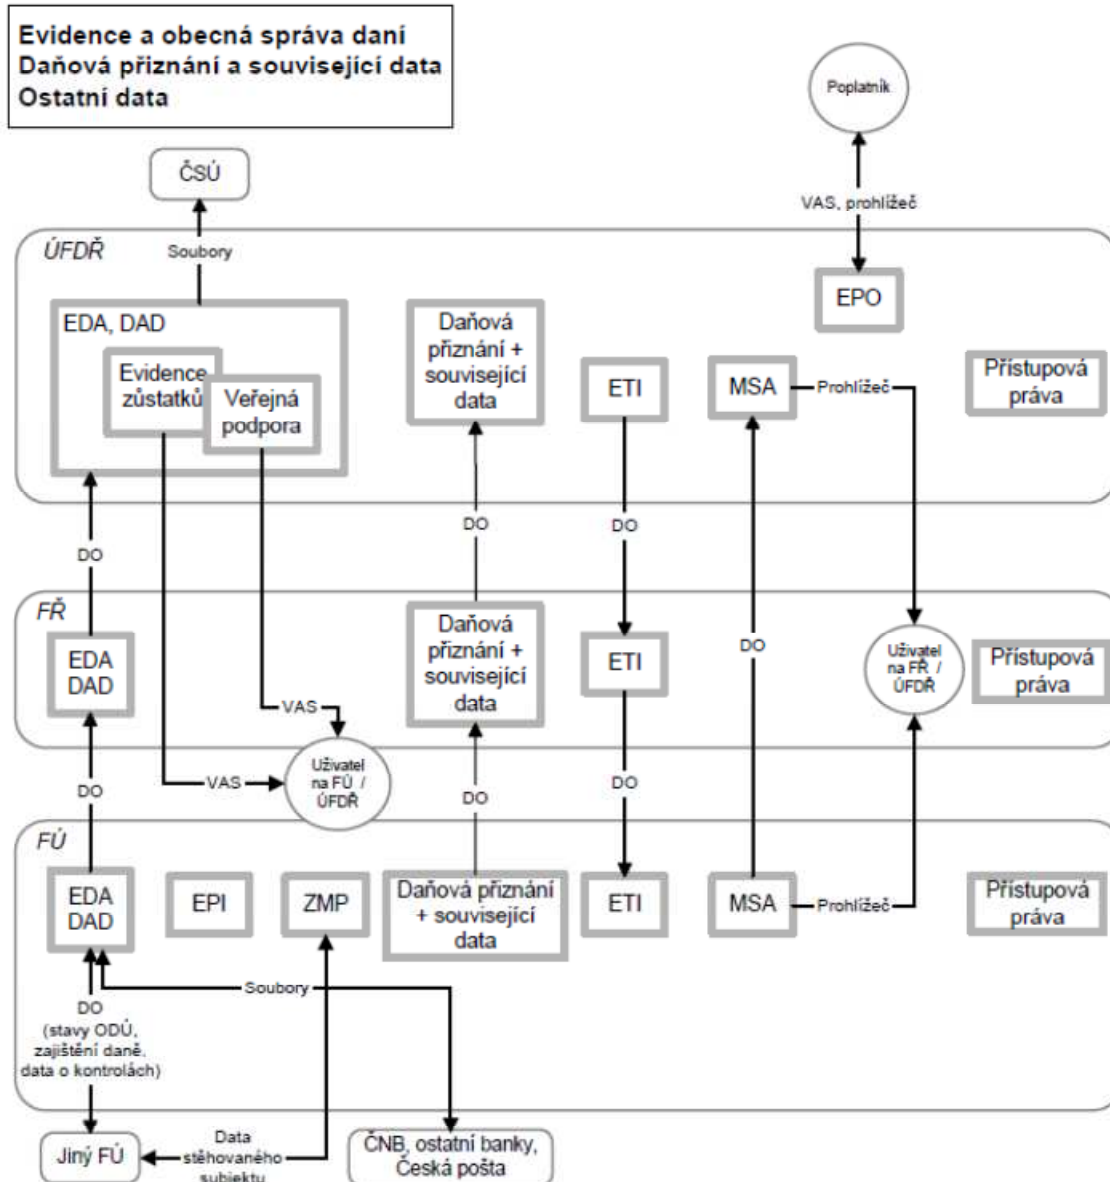 Evidence a obecná správa daní
Daňová přiznání a související data
Ostatní data
Poplatník
ČSÚ
VAS, prohlížeč
ÚFDŘ
Soubory
EPO
EDA, DAD
Evidence
zůstatků
Veřejná
podpora
Daňová
přiznání +
související
data
ETI
MSA
Prohlížeč
Přístupová
práva
DO
DO
DO
FŘ
EDA
DAD
Daňová
přiznání +
související
data
ETI
DO
Uživatel
na FŘ /
ÚFDŘ
Přístupová
práva
VAS
VAS
Uživatel
na FÚ /
ÚFDŘ
DO
DO
DO
FÚ
EDA
DAD
EPI
ZMP
Daňová přiznání
+ související
data
ETI
MSA
Prohlížeč
Přístupová
práva
Soubory
DO
(stavy ODÚ,
zajištění daně,
data o kontrolách)
Jiný FÚ
Data
stěhovaného
subjektu
ČNB, ostatní banky,
Česká pošta